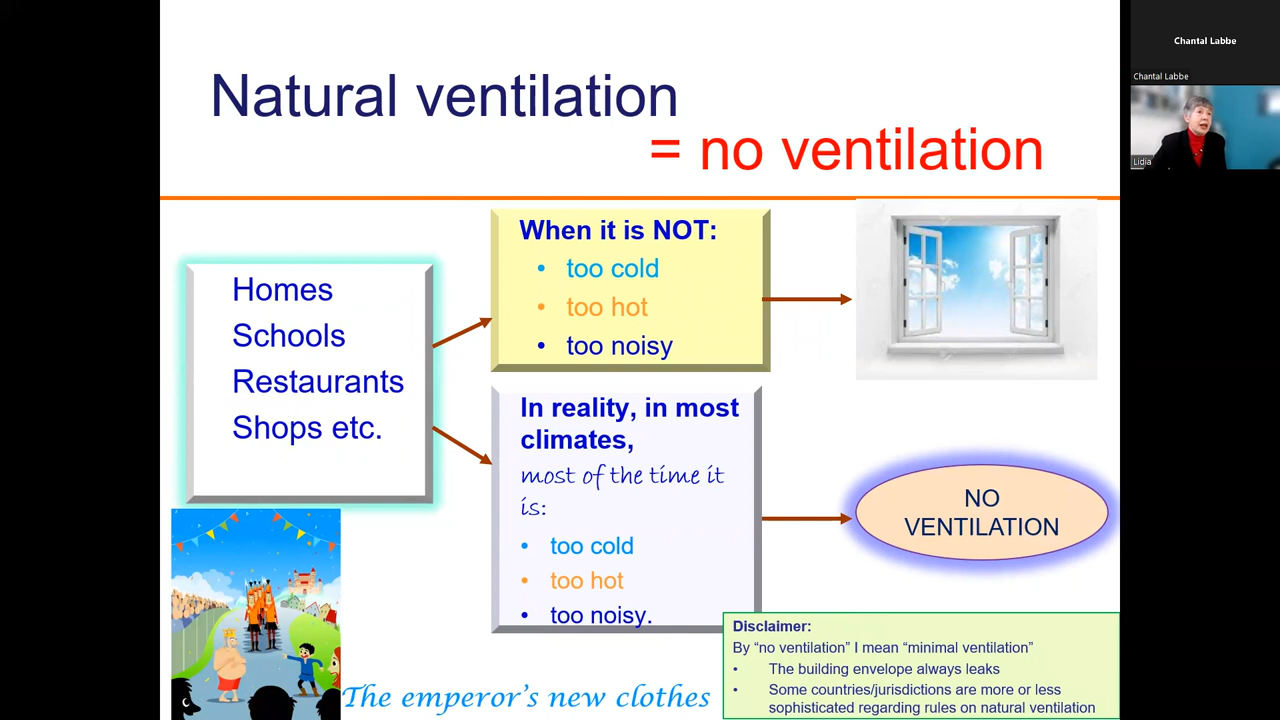 Natural ventilation
= no ventilation
Homes
Schools
Restaurants
Shops etc.
When it is NOT:
• too cold
• too hot
• too noisy
In reality, in most
climates,
most of the time it
is:
• too cold
• too hot
• too noisy.
NO
VENTILATION
The emperor's new clothes
Disclaimer:
By “no ventilation” I mean “minimal ventilation”
• The building envelope always leaks
• Some countries/jurisdictions are more or less
sophisticated regarding rules on natural ventilation
Chantal Labbe
Chantal Labbe
Lidia